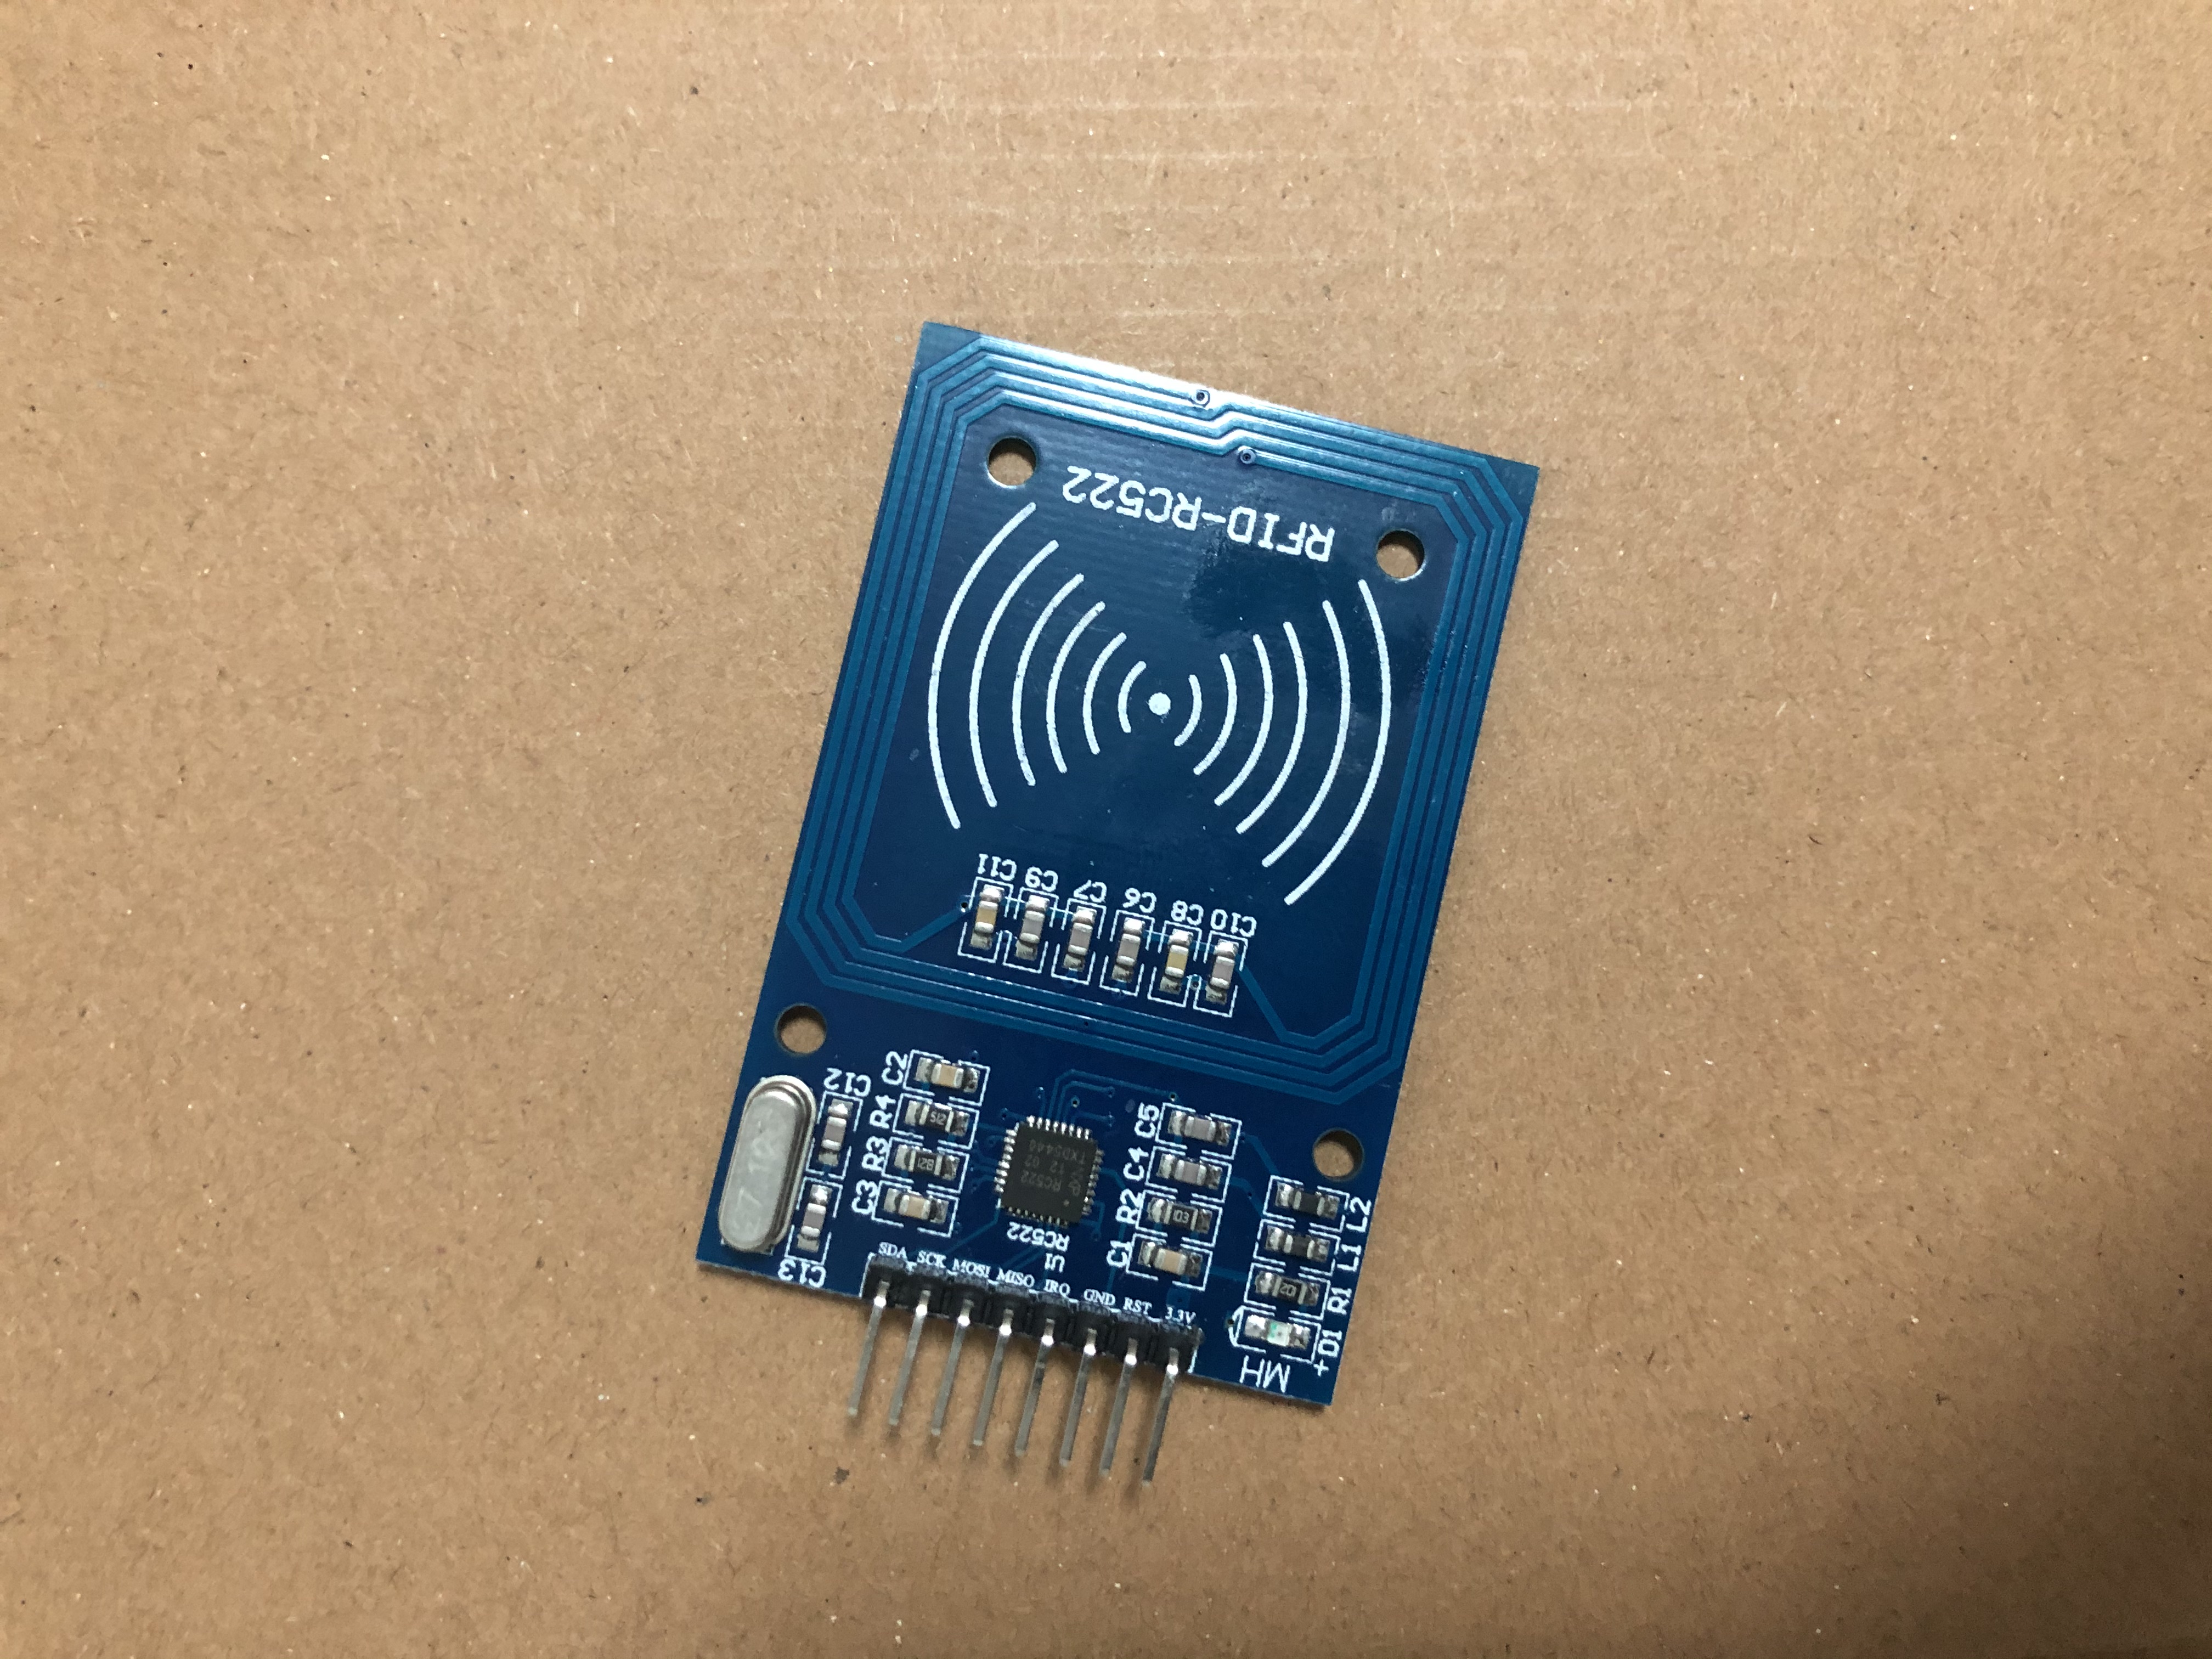 C13
C12
C3
R3
R4
C2
SDA
SCK
MOSI
MISO
IRQ
GND
RST
3.3V
U1
RC522
RC522
C1
R2
C4
C5
MH
+
D1
R1
L1
L2
C11
C9
C7
C6
C8
C10
RFID-RC522